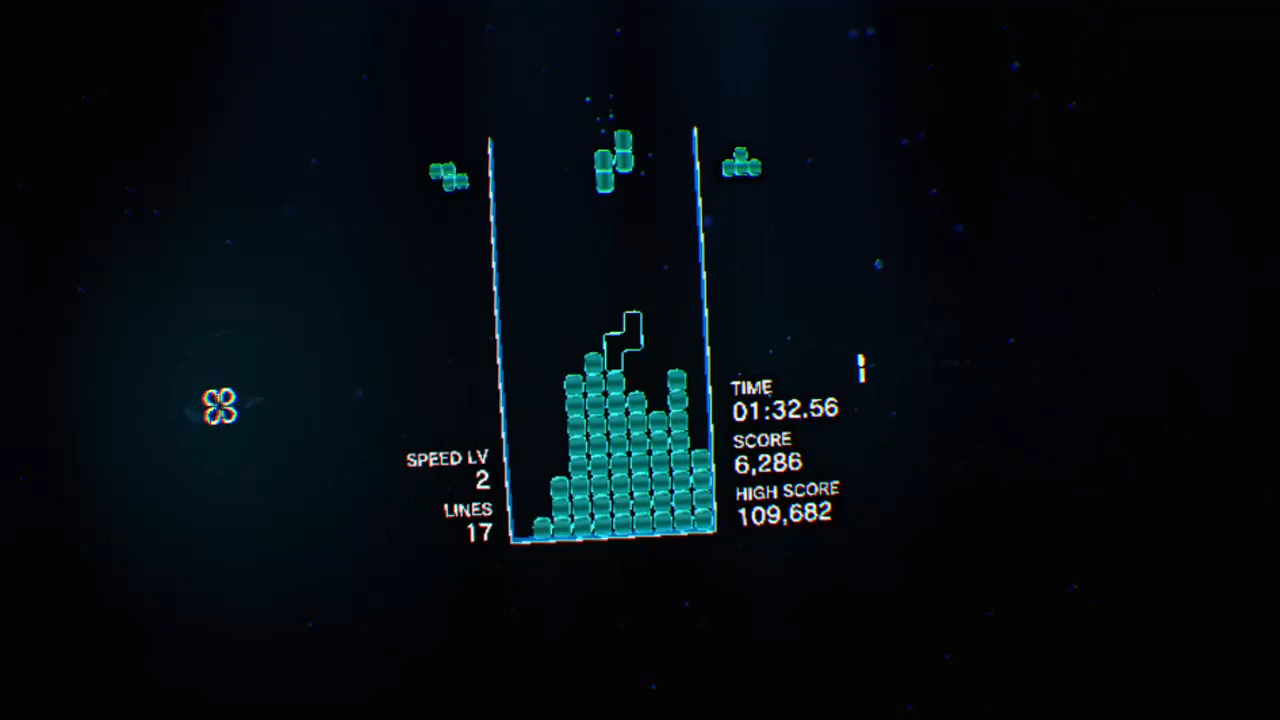 SPEED LV
2
LINES
17
TIME
01:32.56
SCORE
6,286
HIGH SCORE
109,682